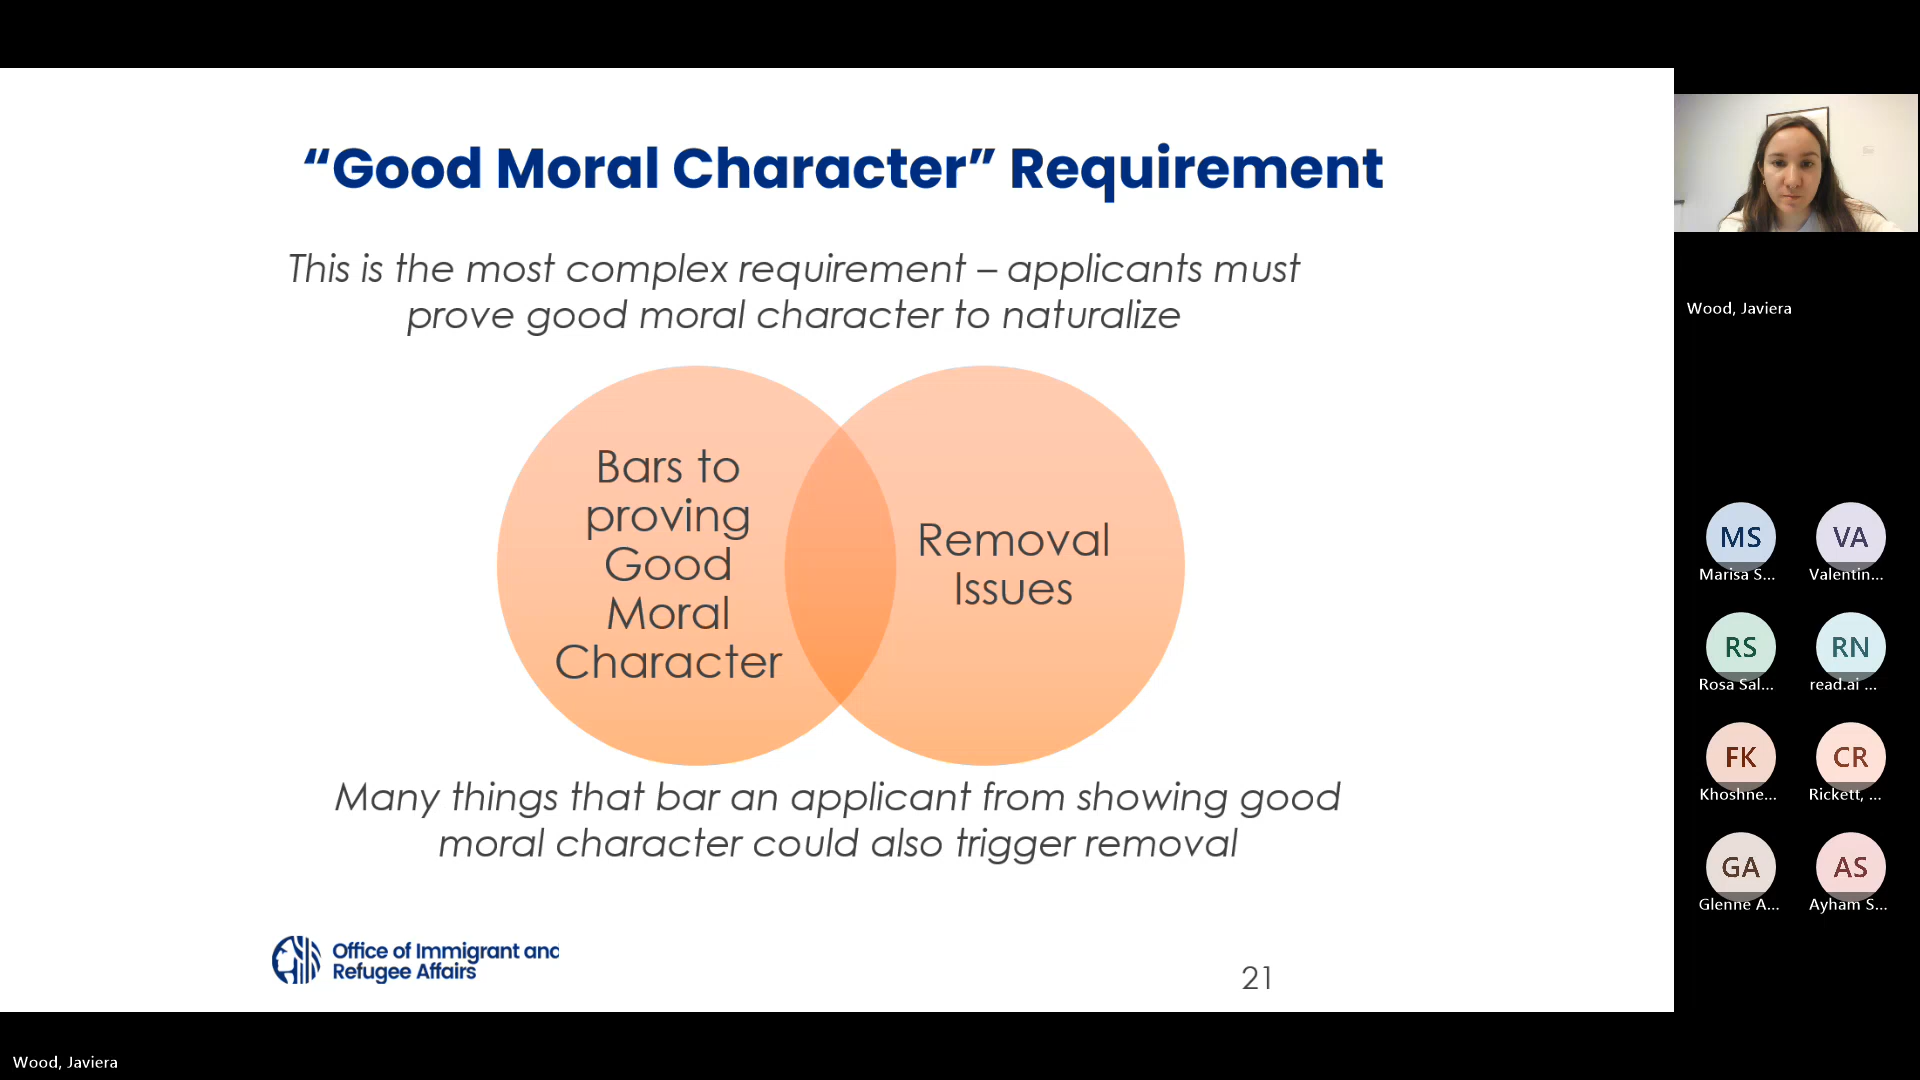 “Good Moral Character” Requirement
This is the most complex requirement – applicants must
prove good moral character to naturalize
Bars to
proving
Good
Moral
Character
Removal
Issues
Many things that bar an applicant from showing good
moral character could also trigger removal
Office of Immigrant and
Refugee Affairs
21
Wood, Javiera
MS
Marisa S...
VA
Valentin...
RS
Rosa Sal...
RN
read.ai ...
FK
Khoshne...
CR
Rickett, ...
GA
Glenne A...
AS
Ayham S...
Wood, Javiera